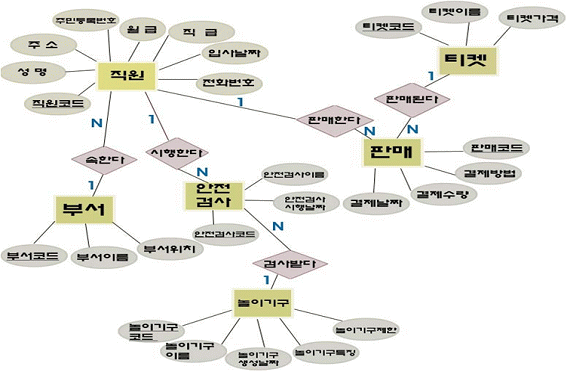 주민등록번호
월급
직급
주소
입사날짜
성명
직원
전화번호
직원코드
티켓이름
티켓코드
티켓가격
티켓
1
1
1
N
판매한다
판매된다
N
N
판매
판매코드
결제방법
결제수량
결제날짜
속한다
1
시행한다
N
안전
검사
안전검사이름
안전검사
시행날짜
안전검사코드
부서
부서코드
부서이름
부서위치
N
검사받다
1
놀이기구
놀이기구
코드
놀이기구
이름
놀이기구
생성날짜
놀이기구특징
놀이기구제한